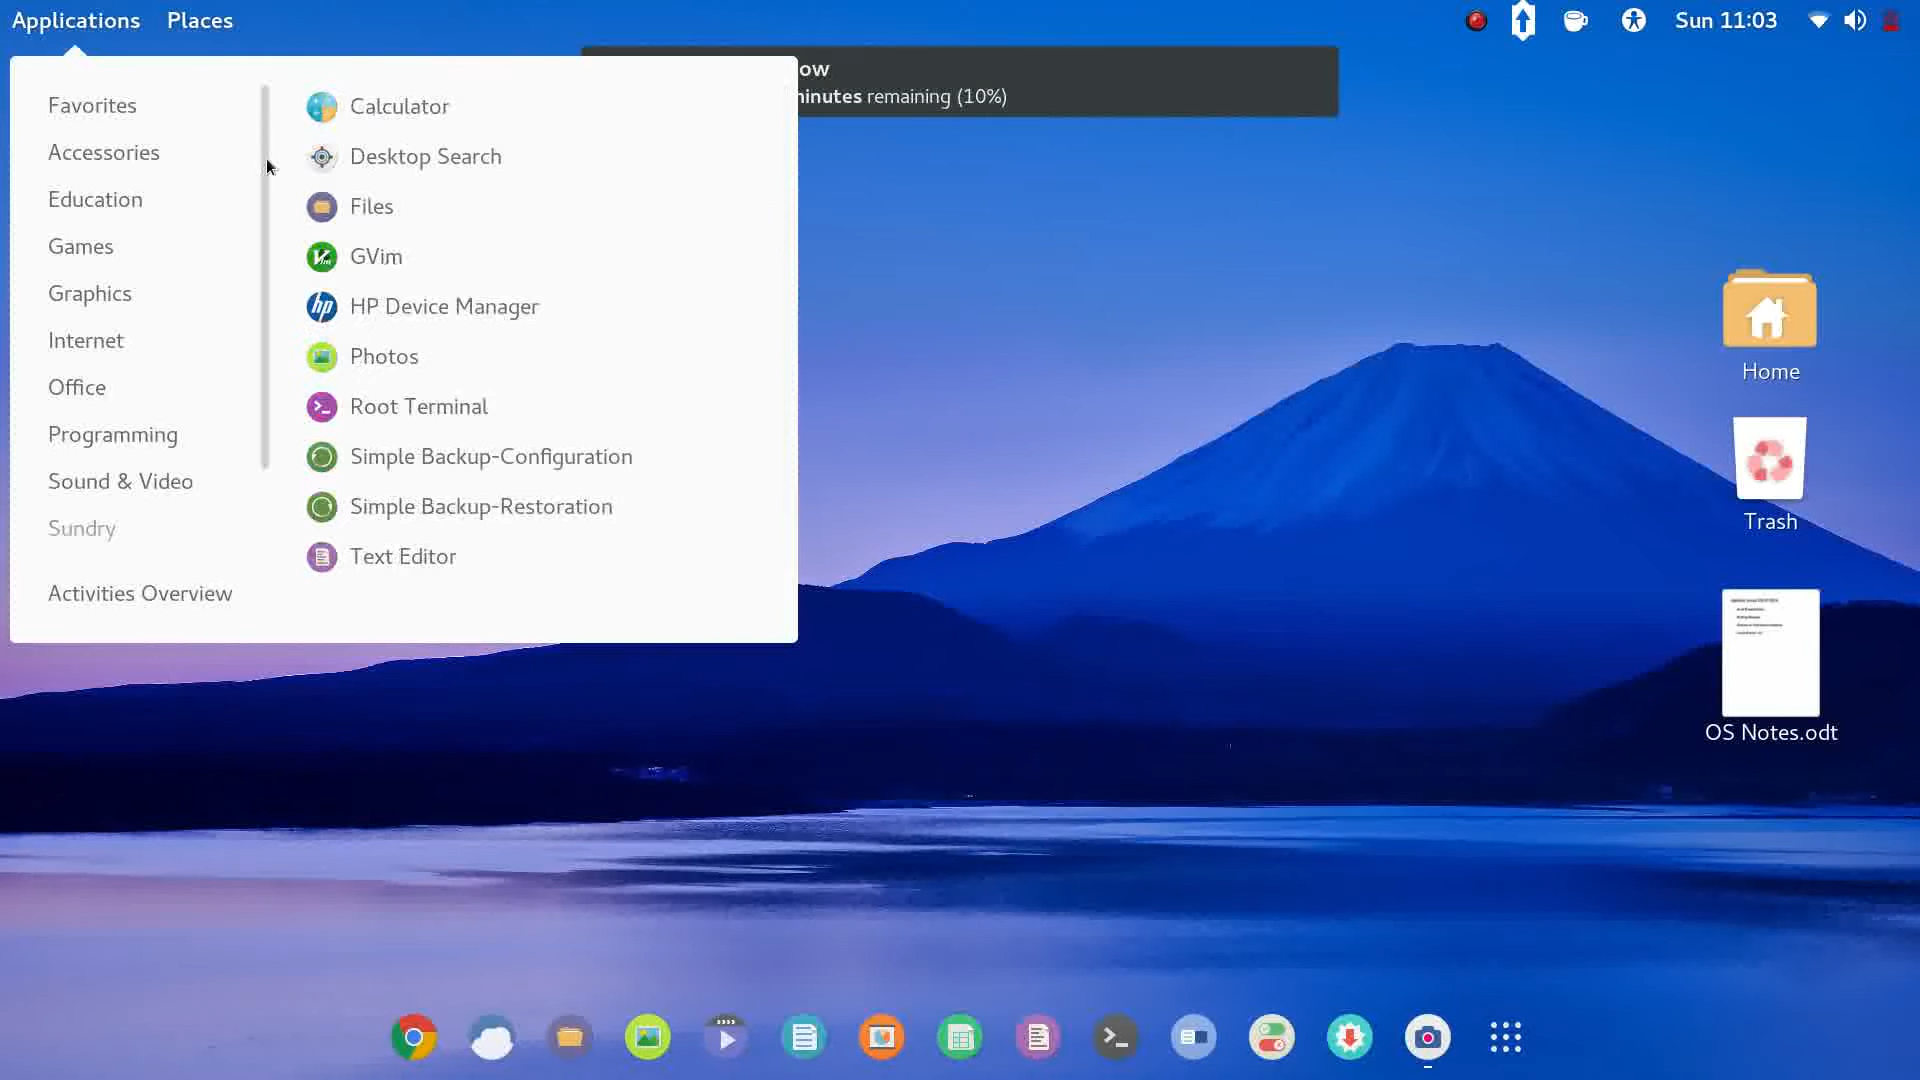 Applications Places
Sun 11:03
ow
minutes remaining (10%)
Favorites
Accessories
Education
Games
Graphics
Internet
Office
Programming
Sound & Video
Sundry
Activities Overview
Calculator
Desktop Search
Files
GVim
hp HP Device Manager
Photos
Root Terminal
Simple Backup-Configuration
Simple Backup-Restoration
Text Editor
Home
Trash
OS Notes.odt